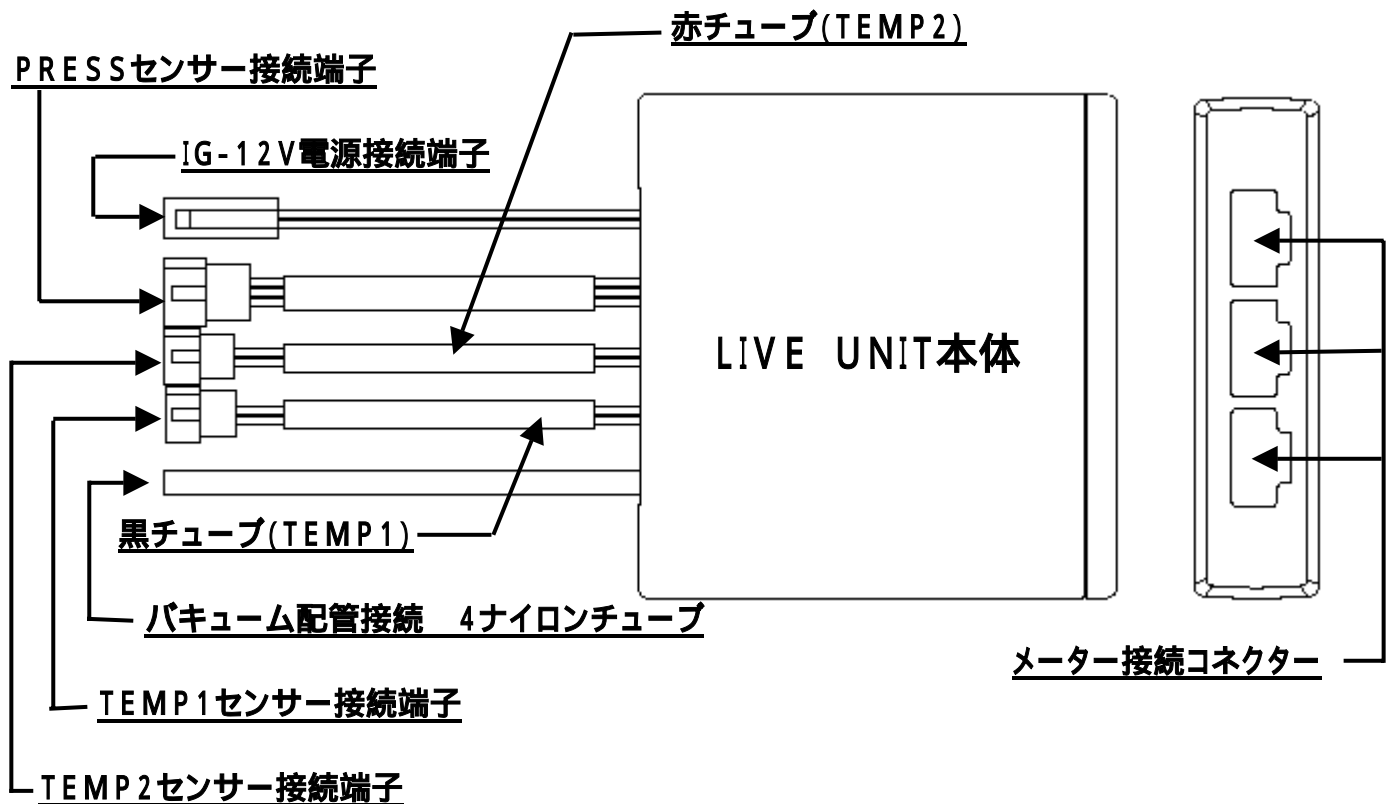 赤チューブ(TEMP2)
PRESSセンサー接続端子
IG-12V電源接続端子
LIVE UNIT本体
黒チューブ(TEMP1)
バキューム配管接続　4ナイロンチューブ
メーター接続コネクター
TEMP1センサー接続端子
TEMP2センサー接続端子